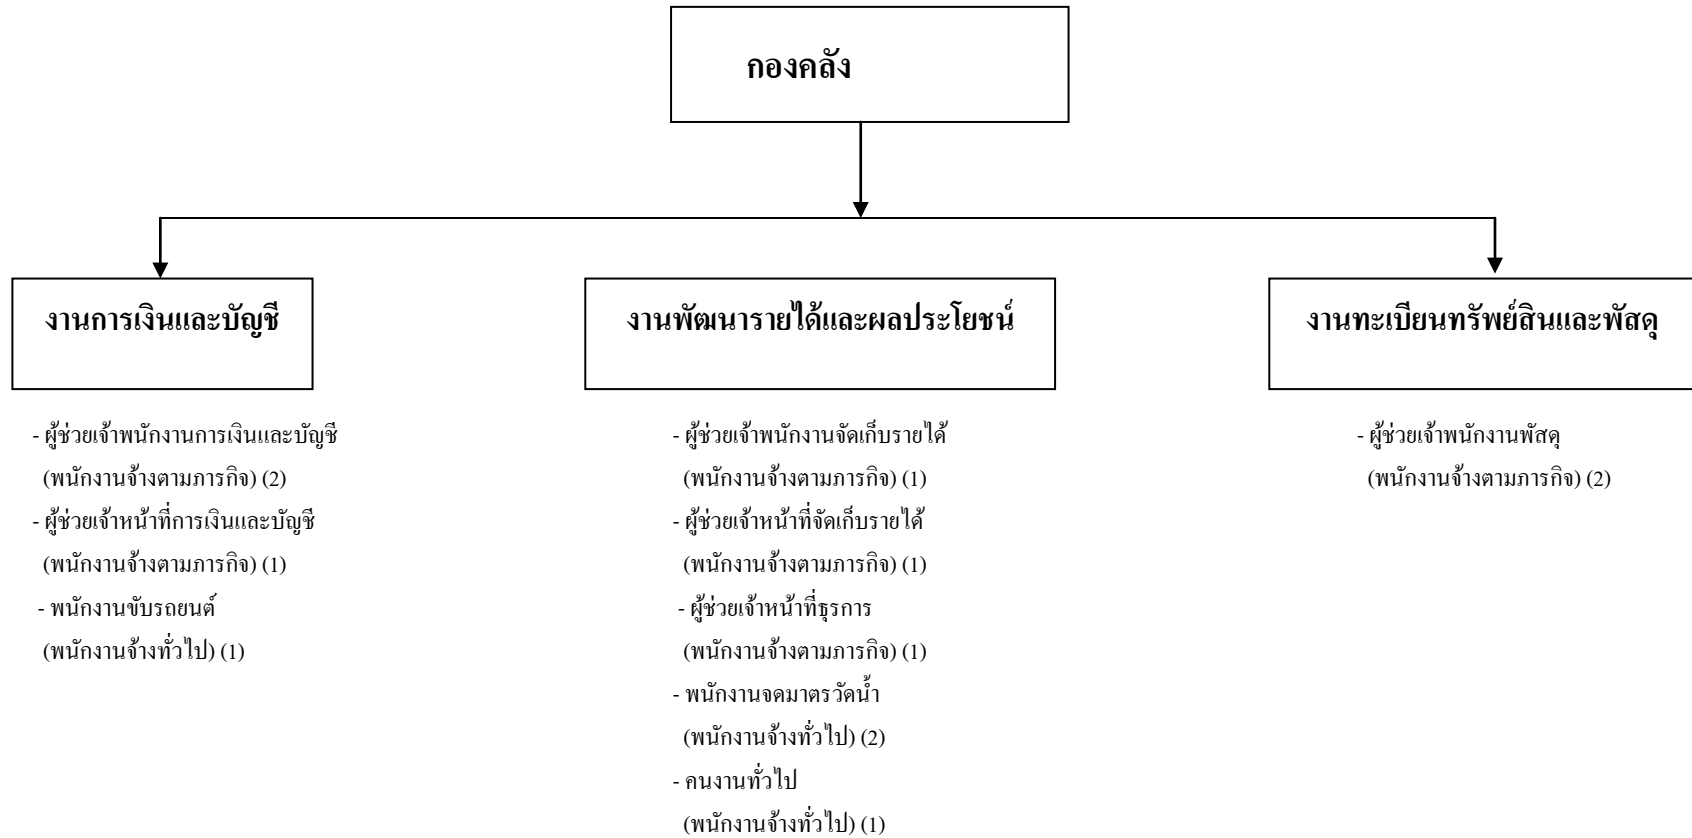 กองคลัง
งานการเงินและบัญชี
งานพัฒนารายได้และผลประโยชน์
งานทะเบียนทรัพย์สินและพัสดุ
- ผู้ช่วยเจ้าพนักงานการเงินและบัญชี
(พนักงานจ้างตามภารกิจ) (2)
- ผู้ช่วยเจ้าหน้าที่การเงินและบัญชี
(พนักงานจ้างตามภารกิจ) (1)
- พนักงานขับรถยนต์
(พนักงานจ้างทั่วไป) (1)
- ผู้ช่วยเจ้าพนักงานจัดเก็บรายได้
(พนักงานจ้างตามภารกิจ) (1)
- ผู้ช่วยเจ้าหน้าที่จัดเก็บรายได้
(พนักงานจ้างตามภารกิจ) (1)
- ผู้ช่วยเจ้าหน้าที่ธุรการ
(พนักงานจ้างตามภารกิจ) (1)
- พนักงานจดมาตรวัดน้ำ
(พนักงานจ้างทั่วไป) (2)
- คนงานทั่วไป
(พนักงานจ้างทั่วไป) (1)
- ผู้ช่วยเจ้าพนักงานพัสดุ
(พนักงานจ้างตามภารกิจ) (2)